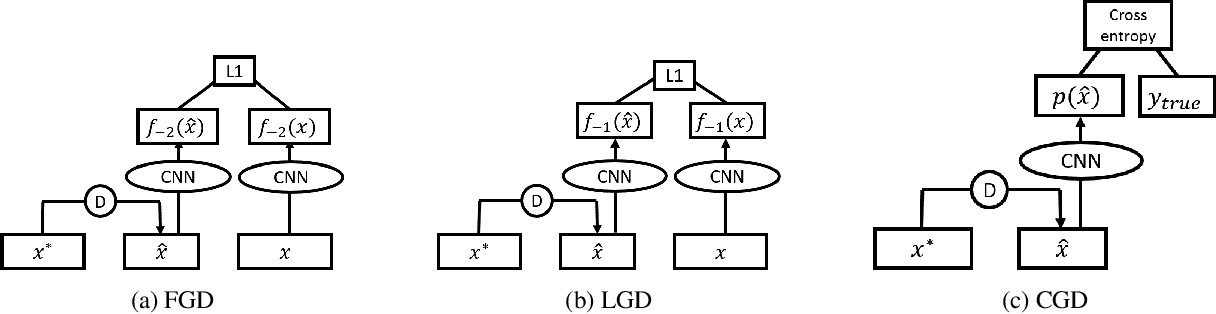 L1
f₋₂(x̂) f₋₂(x)
CNN CNN
D
x* x̂ x
(a) FGD
L1
f₋₁(x̂) f₋₁(x)
CNN CNN
D
x* x̂ x
(b) LGD
Cross
entropy
p(x̂) y_true
CNN
D
x* x̂
(c) CGD